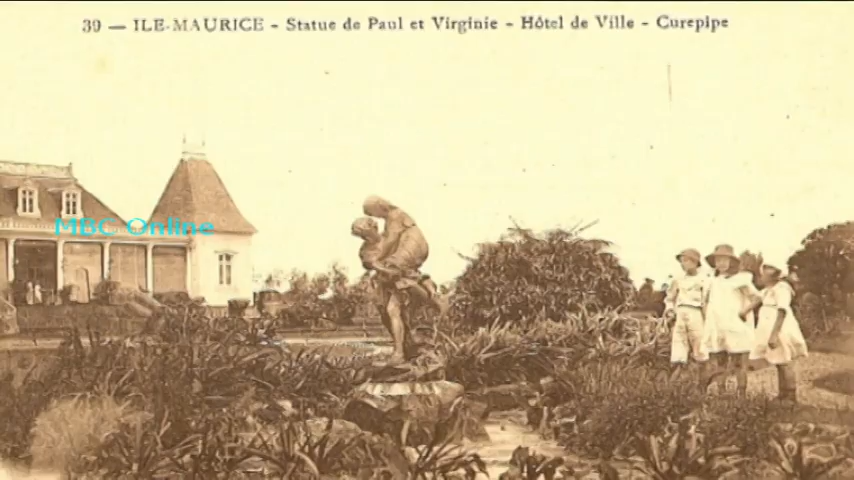 39 — ILE-MAURICE - Statue de Paul et Virginie - Hôtel de Ville - Curepipe
MBC Online